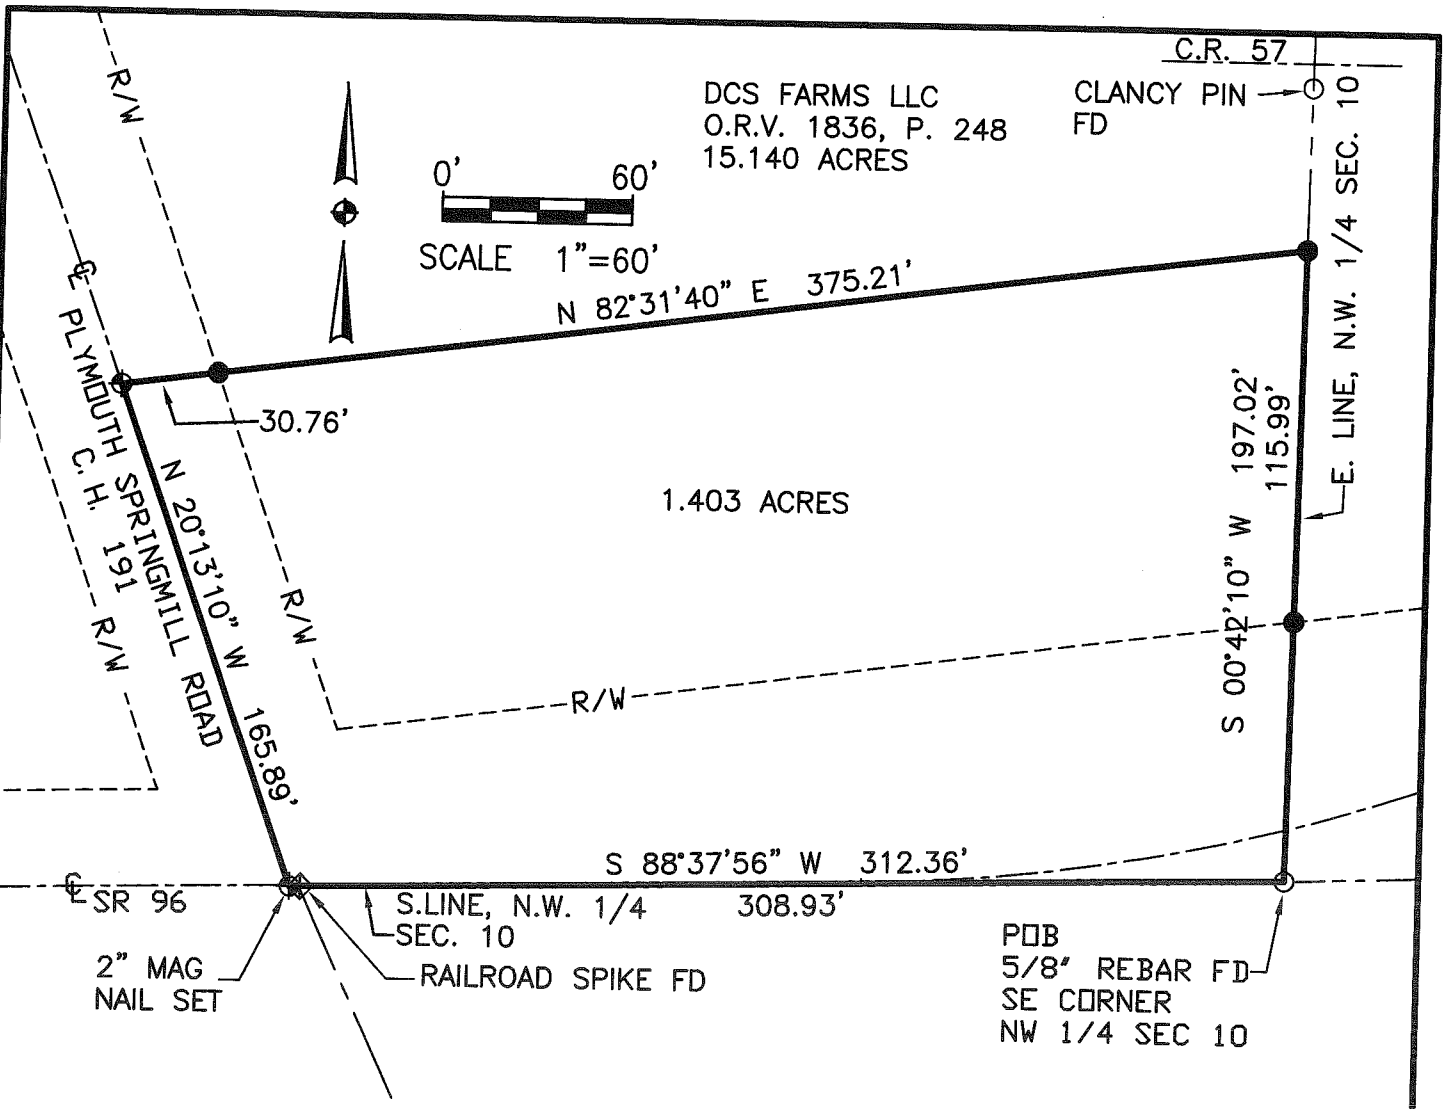 C.R. 57
R/W
DCS FARMS LLC
O.R.V. 1836, P. 248
15.140 ACRES
CLANCY PIN
FD
0' 60'
SCALE 1"=60'
N 82°31'40" E 375.21'
E. LINE, N.W. 1/4 SEC. 10
℄ PLYMOUTH SPRINGMILL ROAD
C. H. 191
30.76'
N 20°13'10" W 165.89'
1.403 ACRES
S 00°42'10" W 197.02'
115.99'
R/W
R/W
R/W
S 88°37'56" W 312.36'
℄ SR 96
S.LINE, N.W. 1/4
SEC. 10
308.93'
2" MAG
NAIL SET
RAILROAD SPIKE FD
POB
5/8" REBAR FD
SE CORNER
NW 1/4 SEC 10